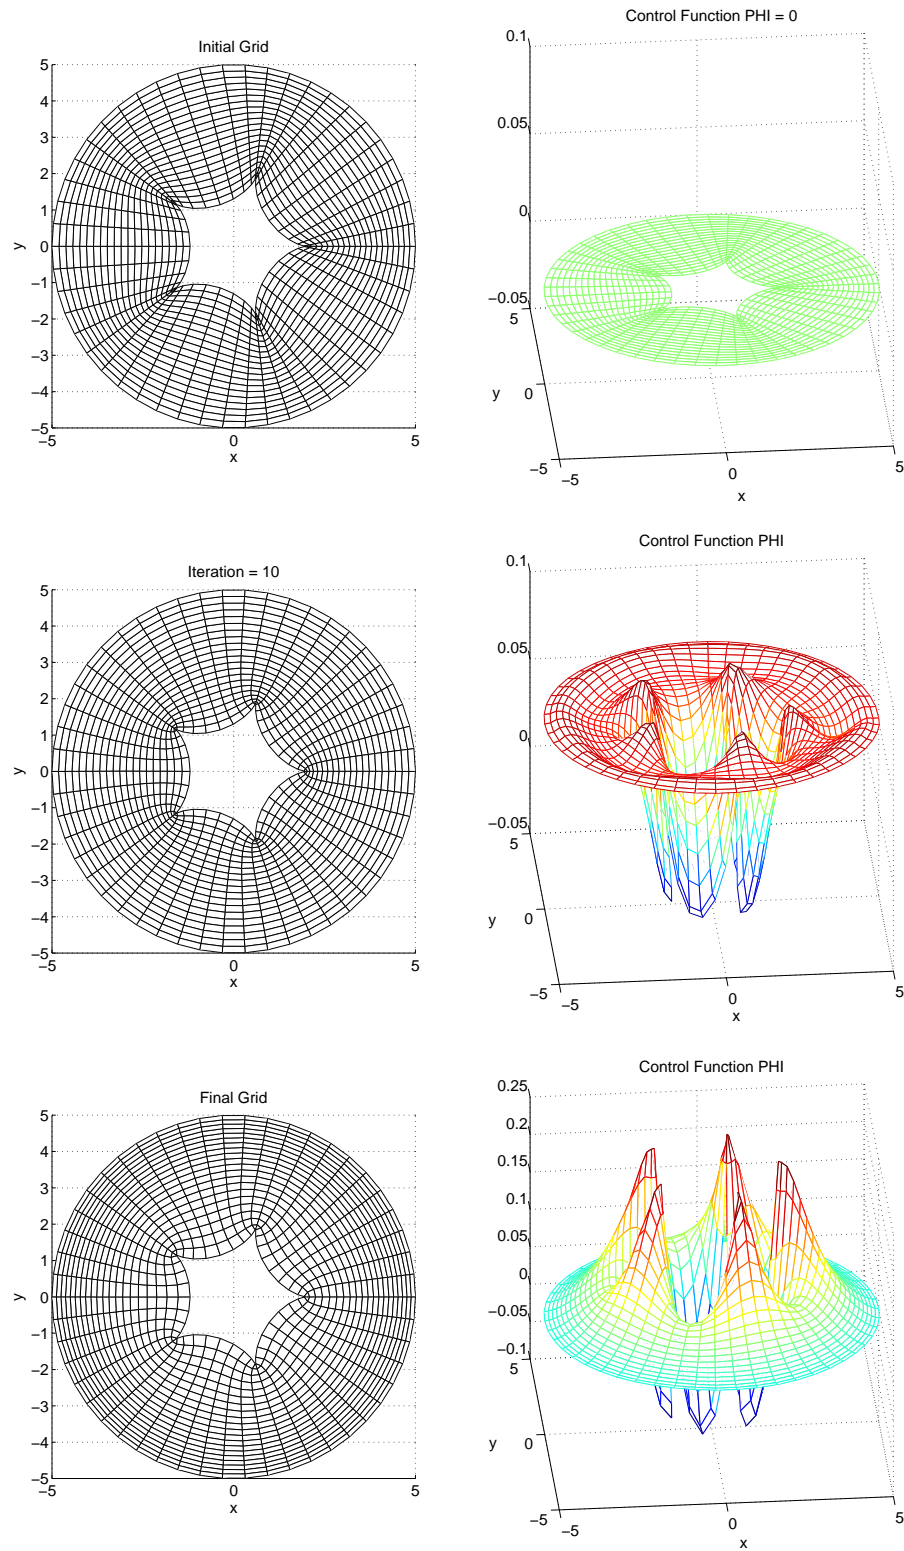 Initial Grid
5
4
3
2
1
0
−1
−2
−3
−4
−5
y
−5 0 5
x
Control Function PHI = 0
0.1
0.05
0
−0.05
5
0
−5
y
−5 0 5
x
Iteration = 10
5
4
3
2
1
0
−1
−2
−3
−4
−5
y
−5 0 5
x
Control Function PHI
0.1
0.05
0
−0.05
5
0
−5
y
−5 0 5
x
Final Grid
5
4
3
2
1
0
−1
−2
−3
−4
−5
y
−5 0 5
x
Control Function PHI
0.25
0.2
0.15
0.1
0.05
0
−0.05
−0.1
5
0
−5
y
−5 0 5
x